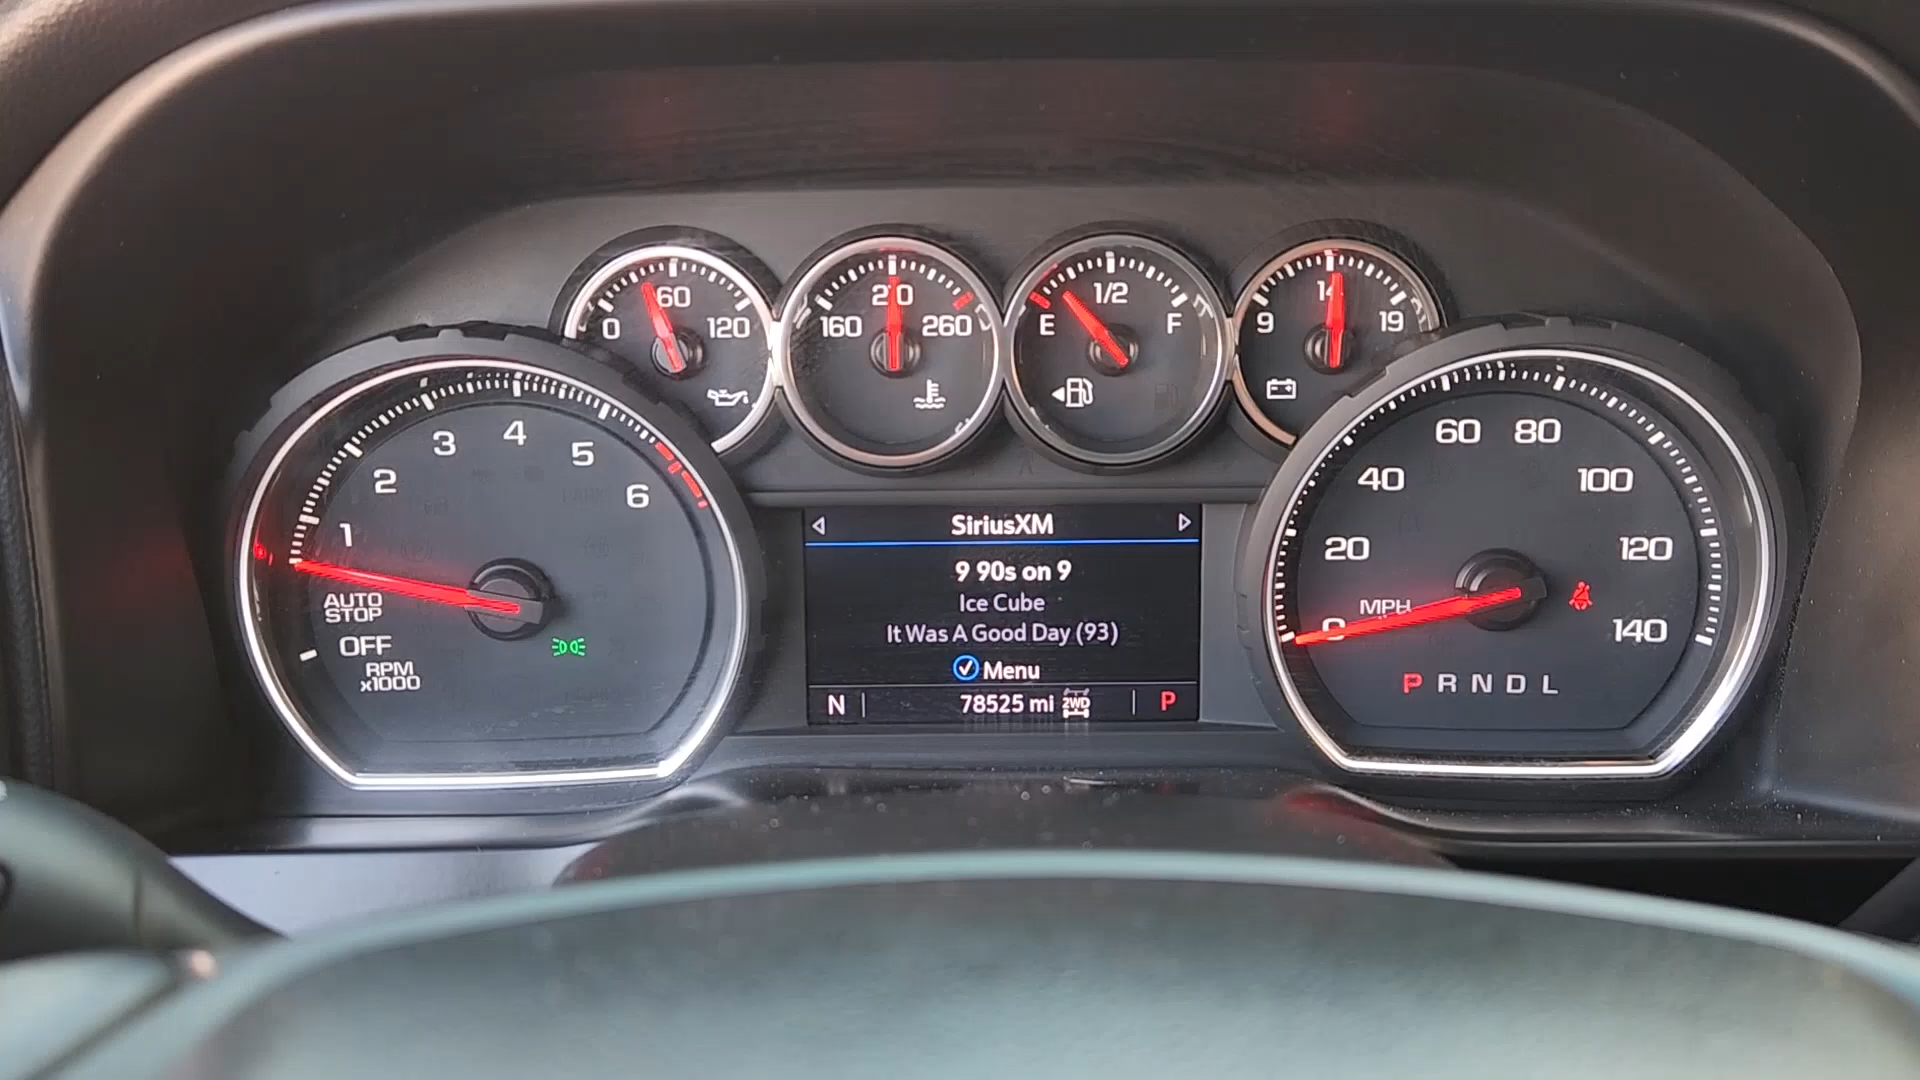 0 60 120
160 210 260
E 1/2 F
9 14 19
1 2 3 4 5 6
AUTO
STOP
OFF
RPM
x1000
SiriusXM
9 90s on 9
Ice Cube
It Was A Good Day (93)
Menu
N 78525 mi 2WD P
0 20 40 60 80 100 120 140
MPH
P R N D L